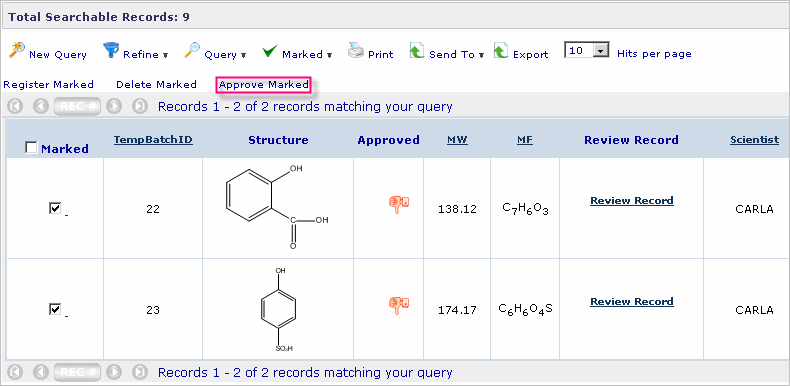 Total Searchable Records: 9
New Query Refine Query Marked Print Send To Export 10 Hits per page
Register Marked Delete Marked Approve Marked
REC # Records 1 - 2 of 2 records matching your query
Marked TempBatchID Structure Approved MW MF Review Record Scientist
OH
22 138.12 C7H6O3 Review Record CARLA
C OH
O
OH
23 174.17 C6H6O4S Review Record CARLA
SO3H
REC # Records 1 - 2 of 2 records matching your query